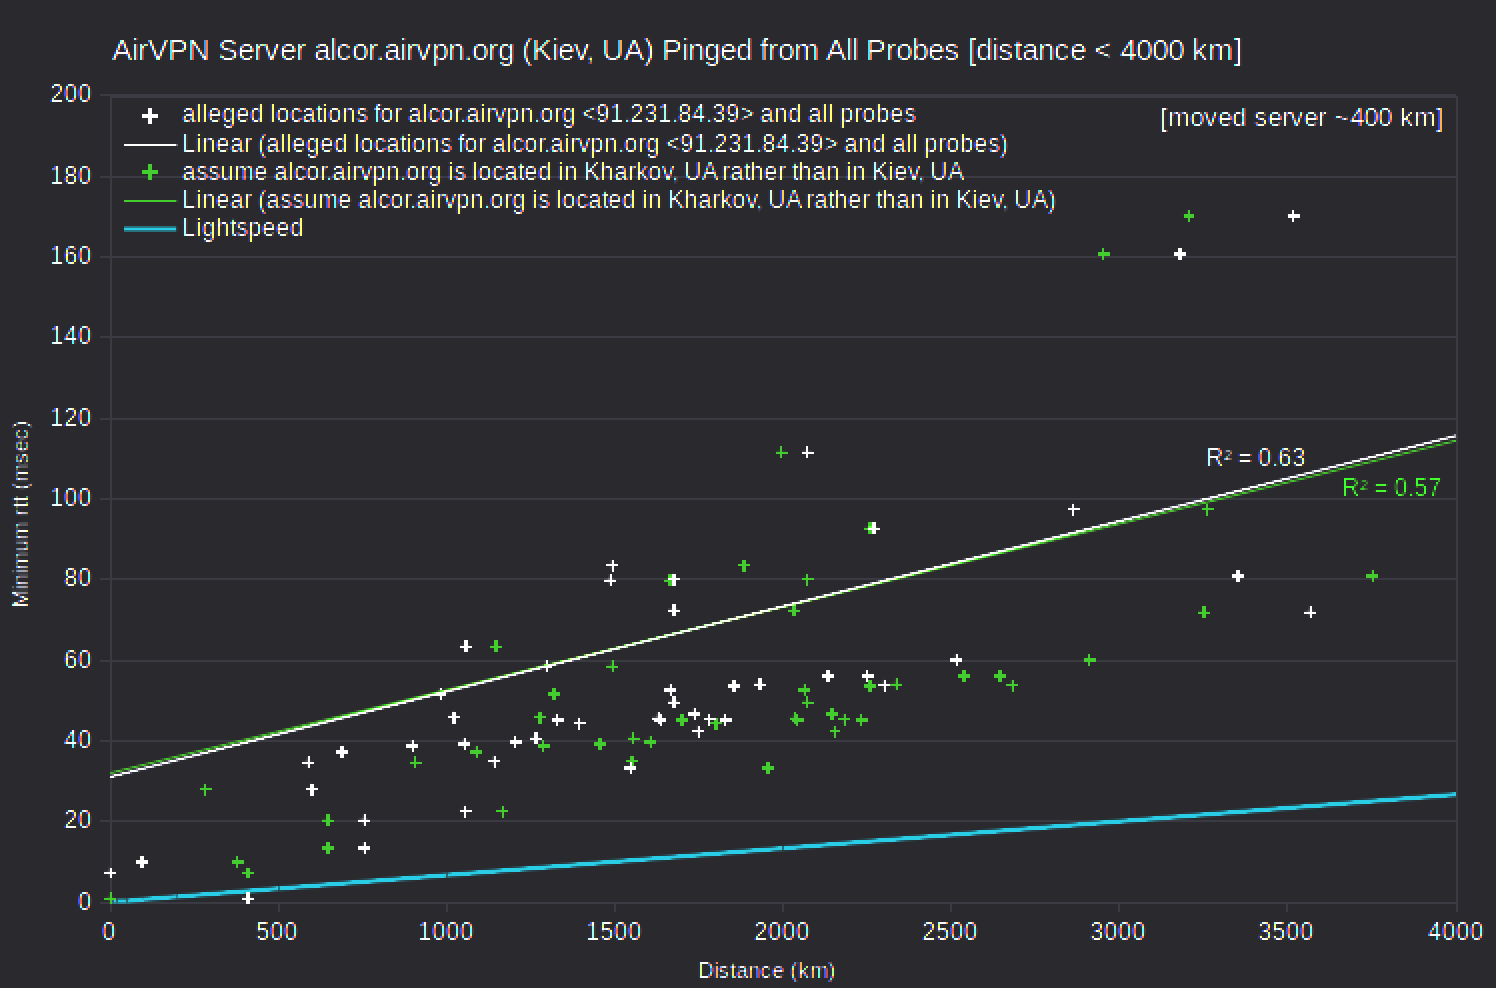 AirVPN Server alcor.airvpn.org (Kiev, UA) Pinged from All Probes [distance < 4000 km]
200
alleged locations for alcor.airvpn.org <91.231.84.39> and all probes
[moved server ~400 km]
Linear (alleged locations for alcor.airvpn.org <91.231.84.39> and all probes)
180
assume alcor.airvpn.org is located in Kharkov, UA rather than in Kiev, UA
Linear (assume alcor.airvpn.org is located in Kharkov, UA rather than in Kiev, UA)
Lightspeed
160
140
120
R² = 0.63
R² = 0.57
100
80
60
40
20
0
Minimum rtt (msec)
0 500 1000 1500 2000 2500 3000 3500 4000
Distance (km)